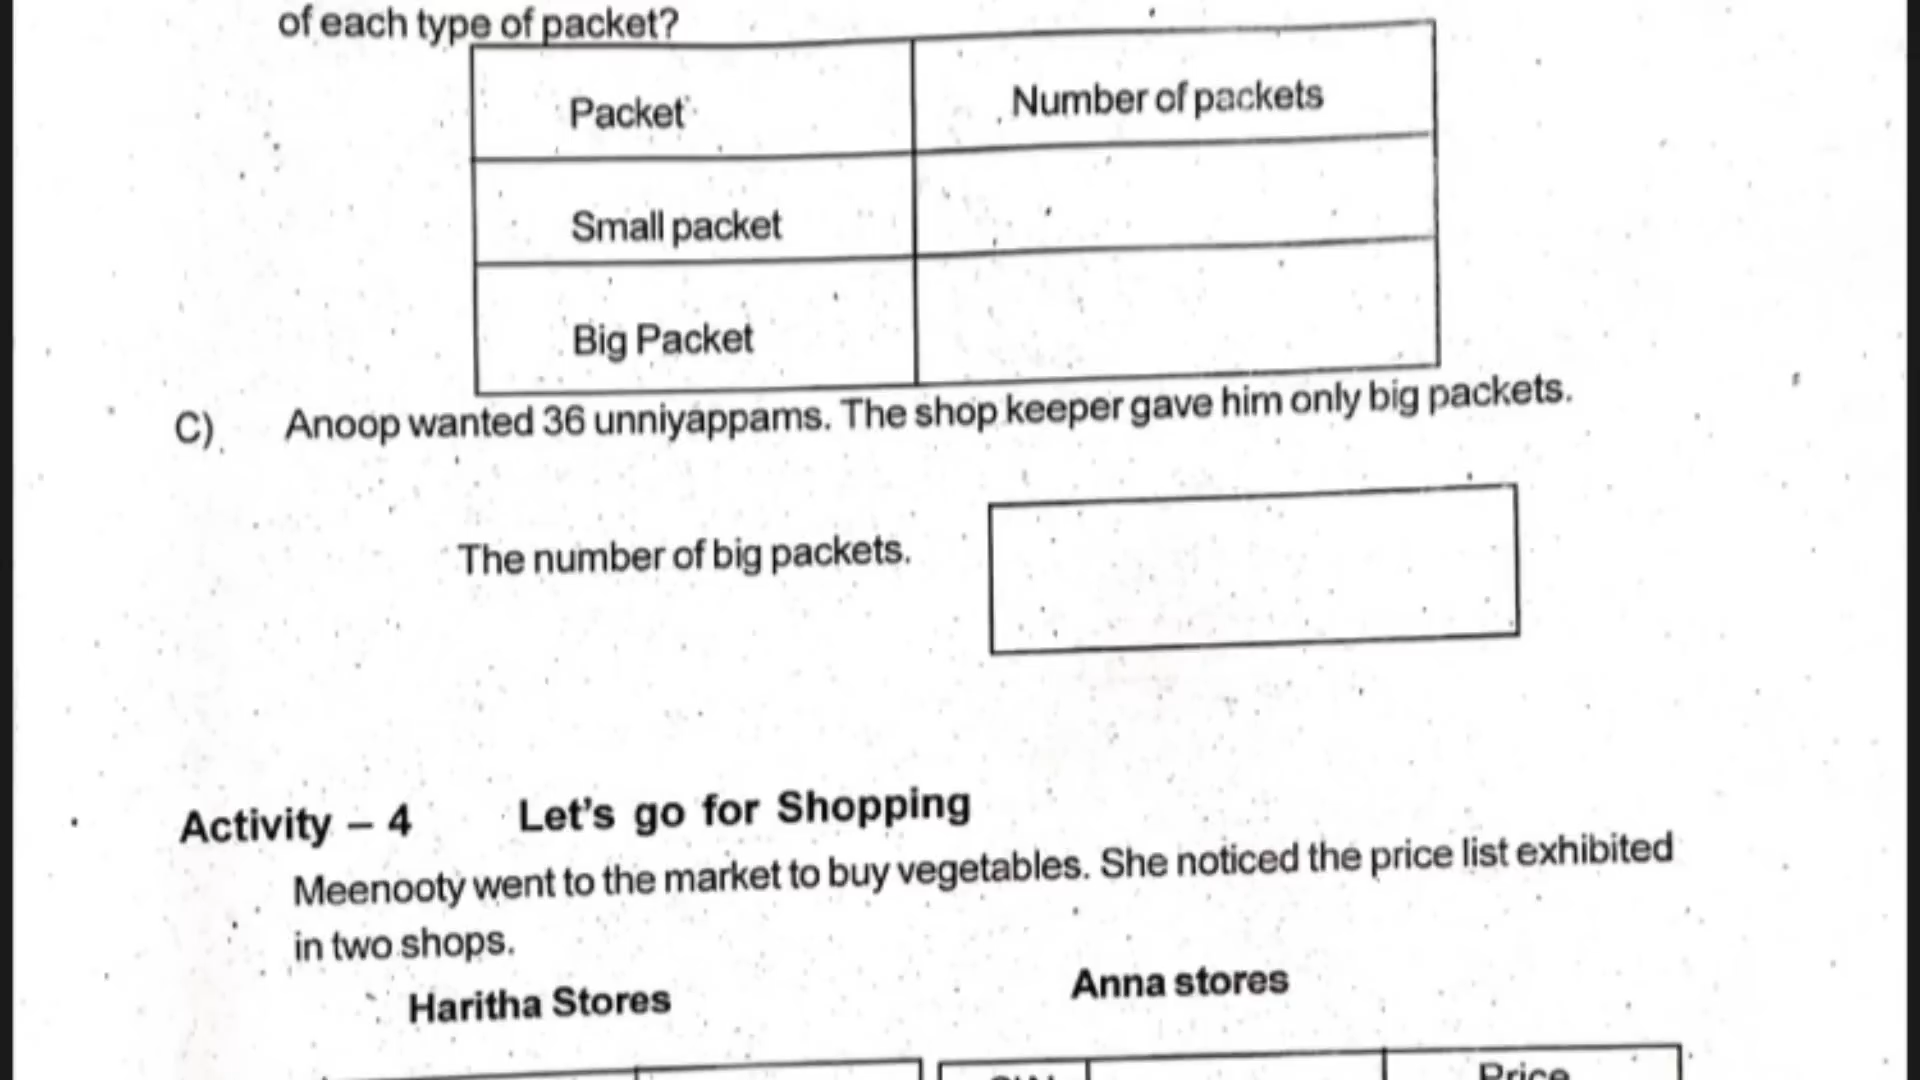 of each type of packet?
Packet Number of packets
Small packet
Big Packet
C) Anoop wanted 36 unniyappams. The shop keeper gave him only big packets.
The number of big packets.
Activity – 4 Let's go for Shopping
Meenooty went to the market to buy vegetables. She noticed the price list exhibited
in two shops.
Haritha Stores Anna stores
Price